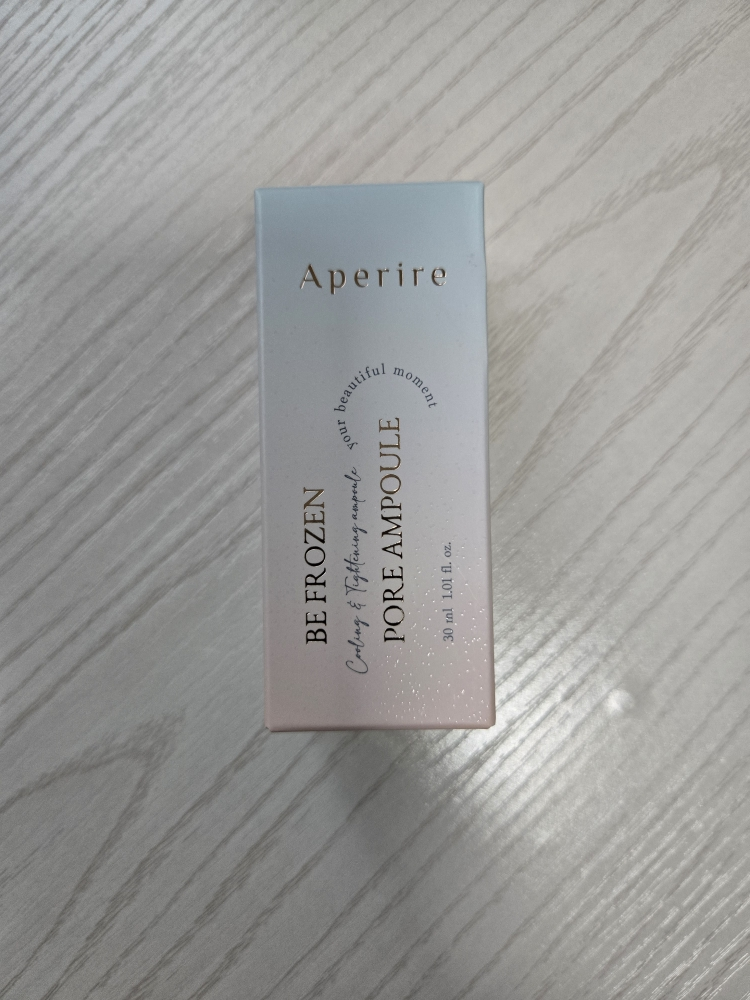 Aperire
your beautiful moment
BE FROZEN
Cooling & Tightening ampoule
PORE AMPOULE
30 ml 1.01 fl. oz.